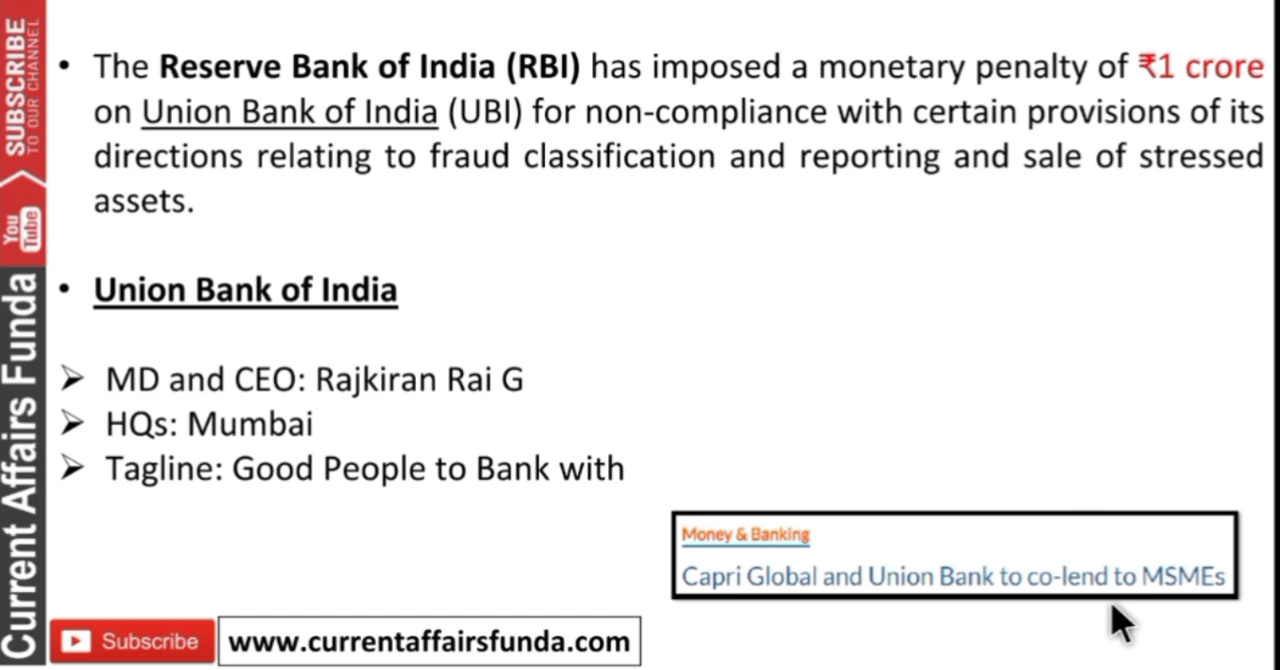 SUBSCRIBE
TO OUR CHANNEL
You
Tube
Current Affairs Funda
• The Reserve Bank of India (RBI) has imposed a monetary penalty of ₹1 crore
on Union Bank of India (UBI) for non-compliance with certain provisions of its
directions relating to fraud classification and reporting and sale of stressed
assets.
• Union Bank of India
➢ MD and CEO: Rajkiran Rai G
➢ HQs: Mumbai
➢ Tagline: Good People to Bank with
Money & Banking
Capri Global and Union Bank to co-lend to MSMEs
Subscribe
www.currentaffairsfunda.com